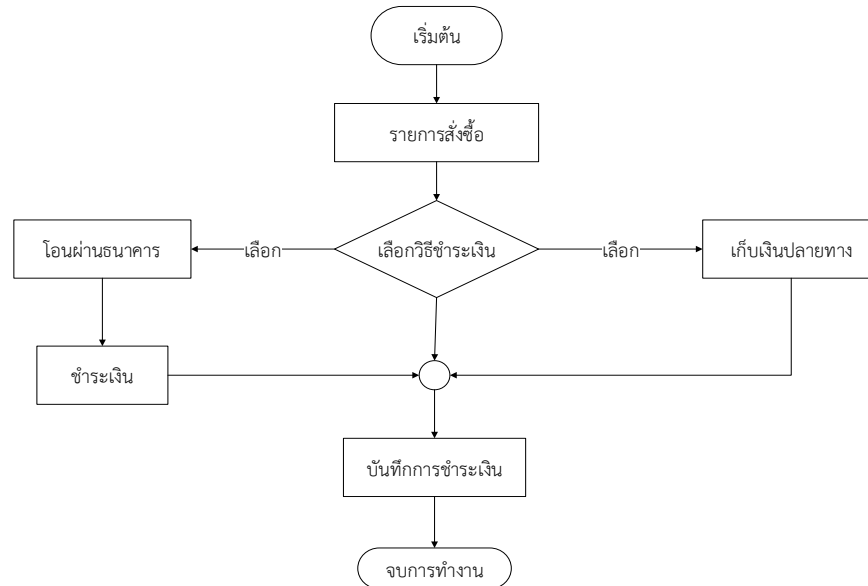 เริ่มต้น
รายการสั่งซื้อ
โอนผ่านธนาคาร
เลือก
เลือกวิธีชำระเงิน
เลือก
เก็บเงินปลายทาง
ชำระเงิน
บันทึกการชำระเงิน
จบการทำงาน